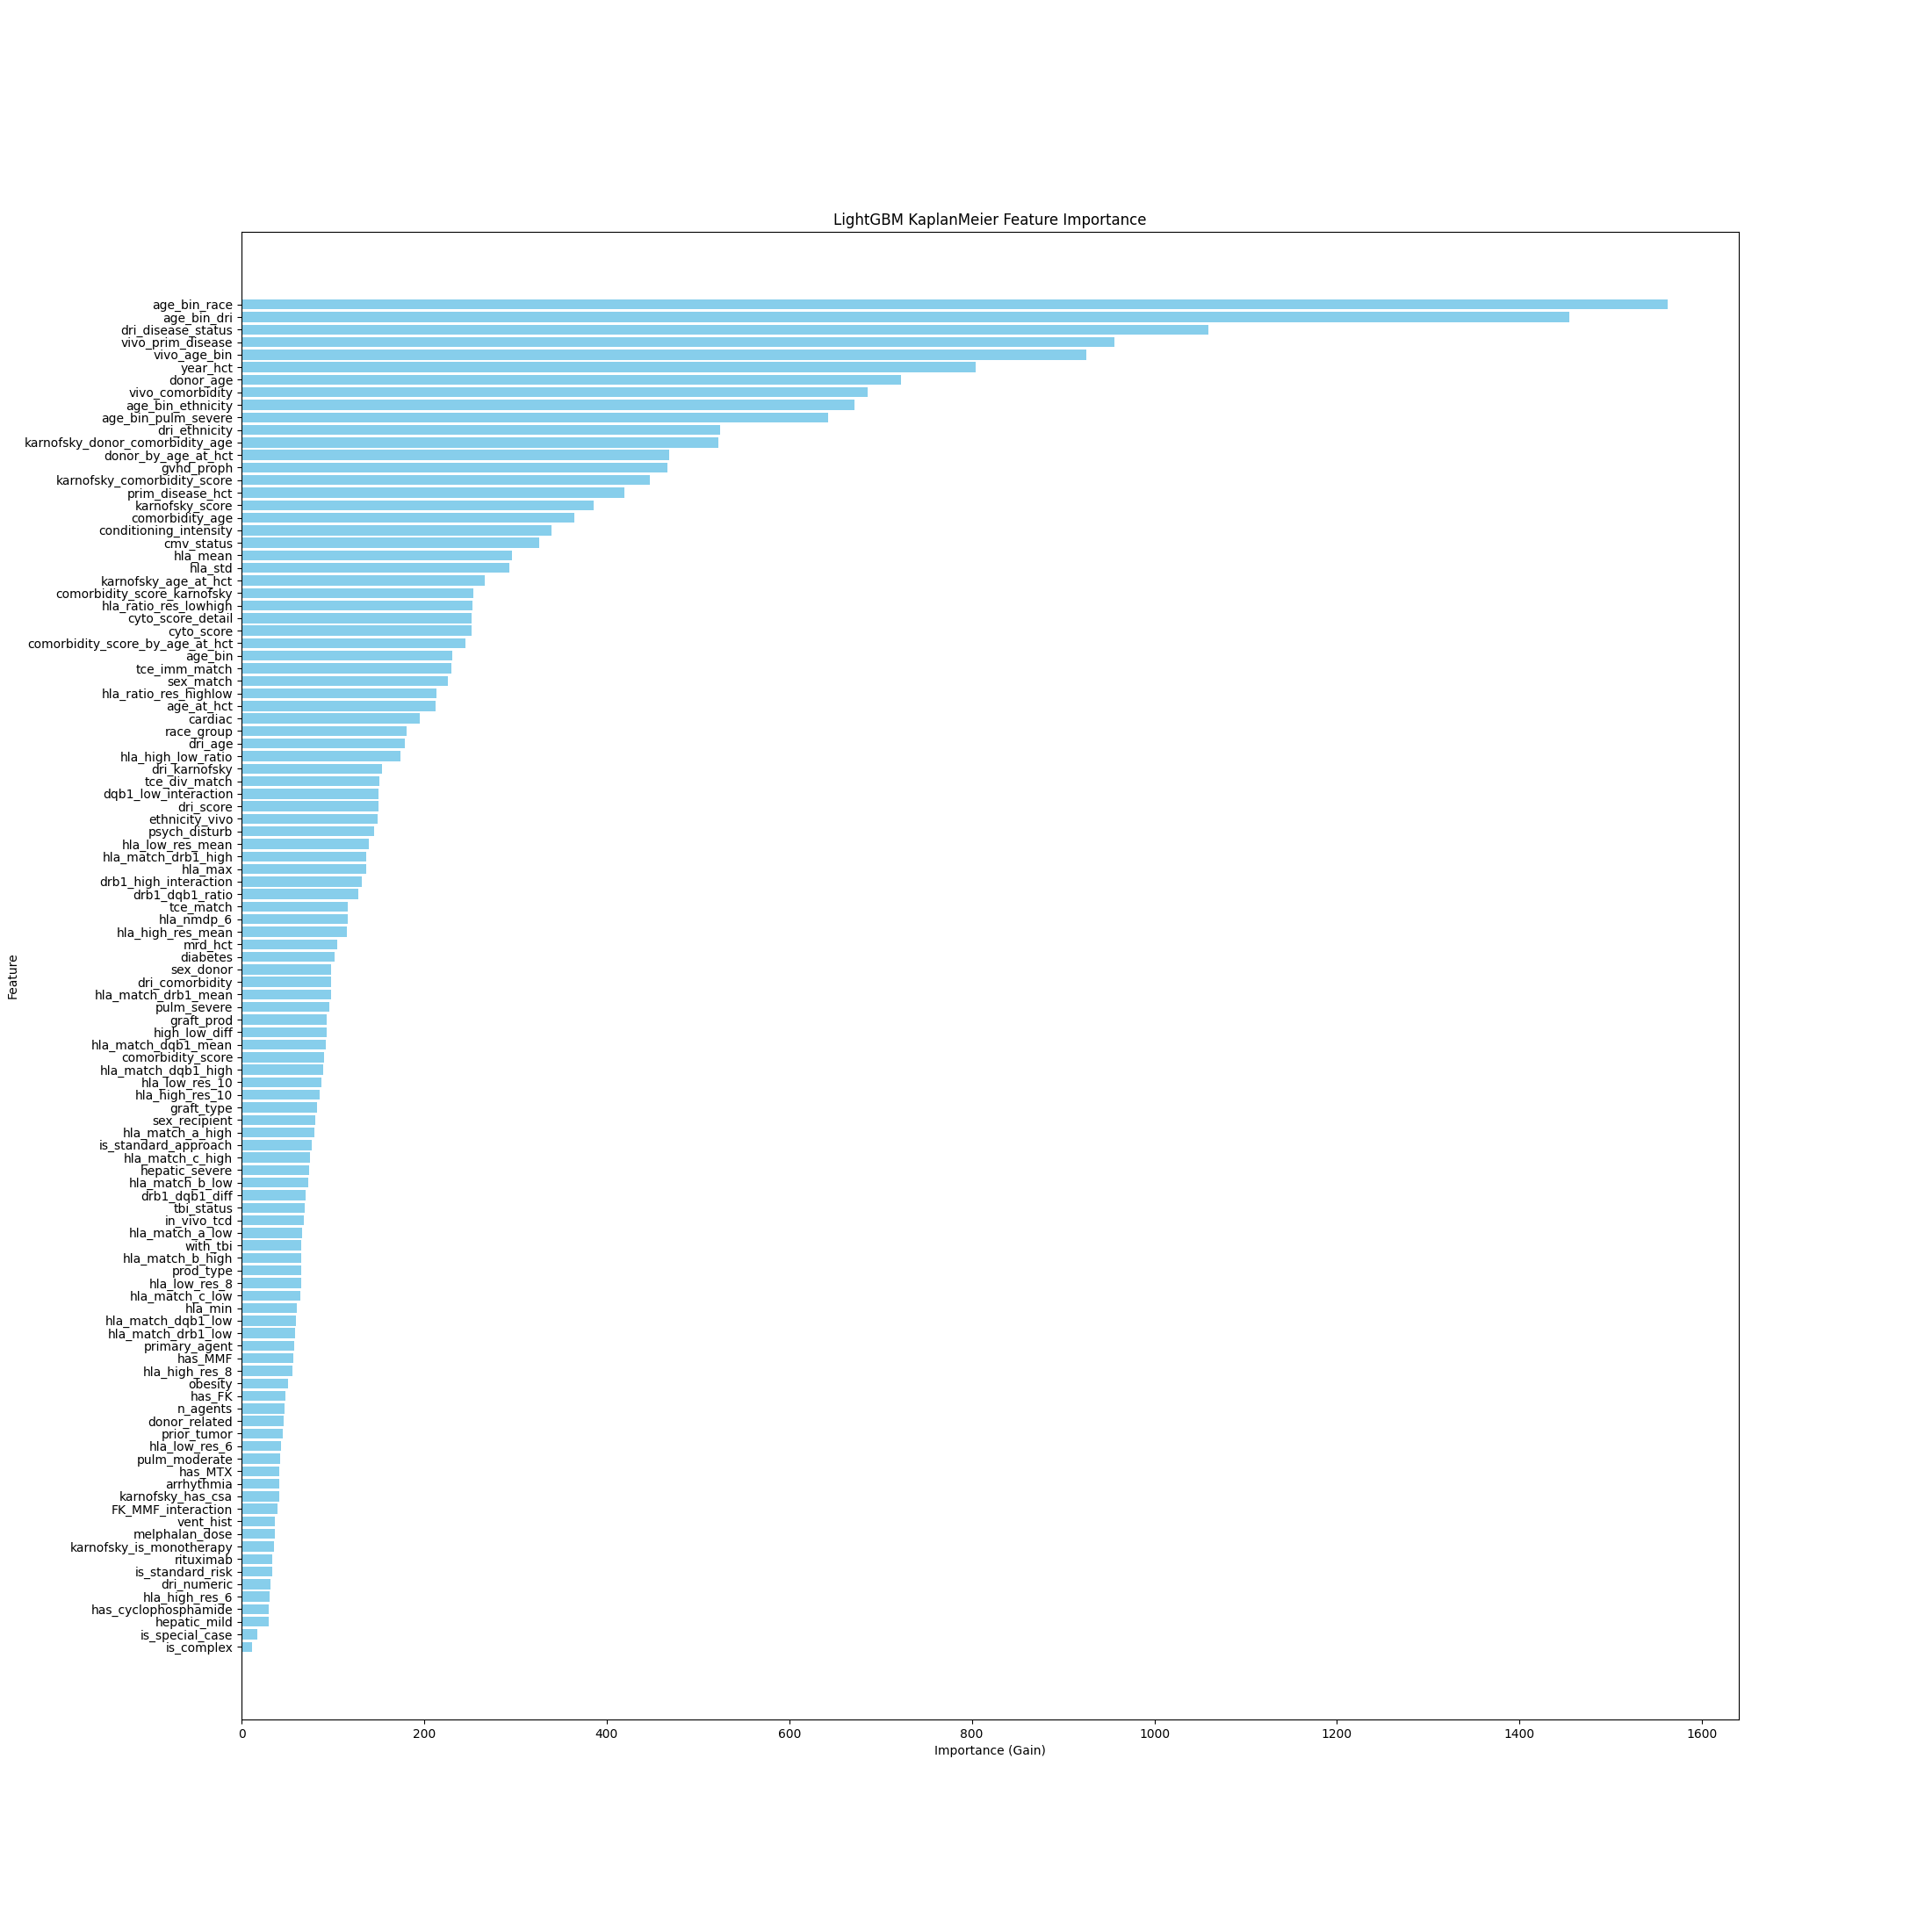 LightGBM KaplanMeier Feature Importance
age_bin_race
age_bin_dri
dri_disease_status
vivo_prim_disease
vivo_age_bin
year_hct
donor_age
vivo_comorbidity
age_bin_ethnicity
age_bin_pulm_severe
dri_ethnicity
karnofsky_donor_comorbidity_age
donor_by_age_at_hct
gvhd_proph
karnofsky_comorbidity_score
prim_disease_hct
karnofsky_score
comorbidity_age
conditioning_intensity
cmv_status
hla_mean
hla_std
karnofsky_age_at_hct
comorbidity_score_karnofsky
hla_ratio_res_lowhigh
cyto_score_detail
cyto_score
comorbidity_score_by_age_at_hct
age_bin
tce_imm_match
sex_match
hla_ratio_res_highlow
age_at_hct
cardiac
race_group
dri_age
hla_high_low_ratio
dri_karnofsky
tce_div_match
dqb1_low_interaction
dri_score
ethnicity_vivo
psych_disturb
hla_low_res_mean
hla_match_drb1_high
hla_max
drb1_high_interaction
drb1_dqb1_ratio
tce_match
hla_nmdp_6
hla_high_res_mean
mrd_hct
diabetes
sex_donor
dri_comorbidity
hla_match_drb1_mean
pulm_severe
graft_prod
high_low_diff
hla_match_dqb1_mean
comorbidity_score
hla_match_dqb1_high
hla_low_res_10
hla_high_res_10
graft_type
sex_recipient
hla_match_a_high
is_standard_approach
hla_match_c_high
hepatic_severe
hla_match_b_low
drb1_dqb1_diff
tbi_status
in_vivo_tcd
hla_match_a_low
with_tbi
hla_match_b_high
prod_type
hla_low_res_8
hla_match_c_low
hla_min
hla_match_dqb1_low
hla_match_drb1_low
primary_agent
has_MMF
hla_high_res_8
obesity
has_FK
n_agents
donor_related
prior_tumor
hla_low_res_6
pulm_moderate
has_MTX
arrhythmia
karnofsky_has_csa
FK_MMF_interaction
vent_hist
melphalan_dose
karnofsky_is_monotherapy
rituximab
is_standard_risk
dri_numeric
hla_high_res_6
has_cyclophosphamide
hepatic_mild
is_special_case
is_complex
Feature
0 200 400 600 800 1000 1200 1400 1600
Importance (Gain)